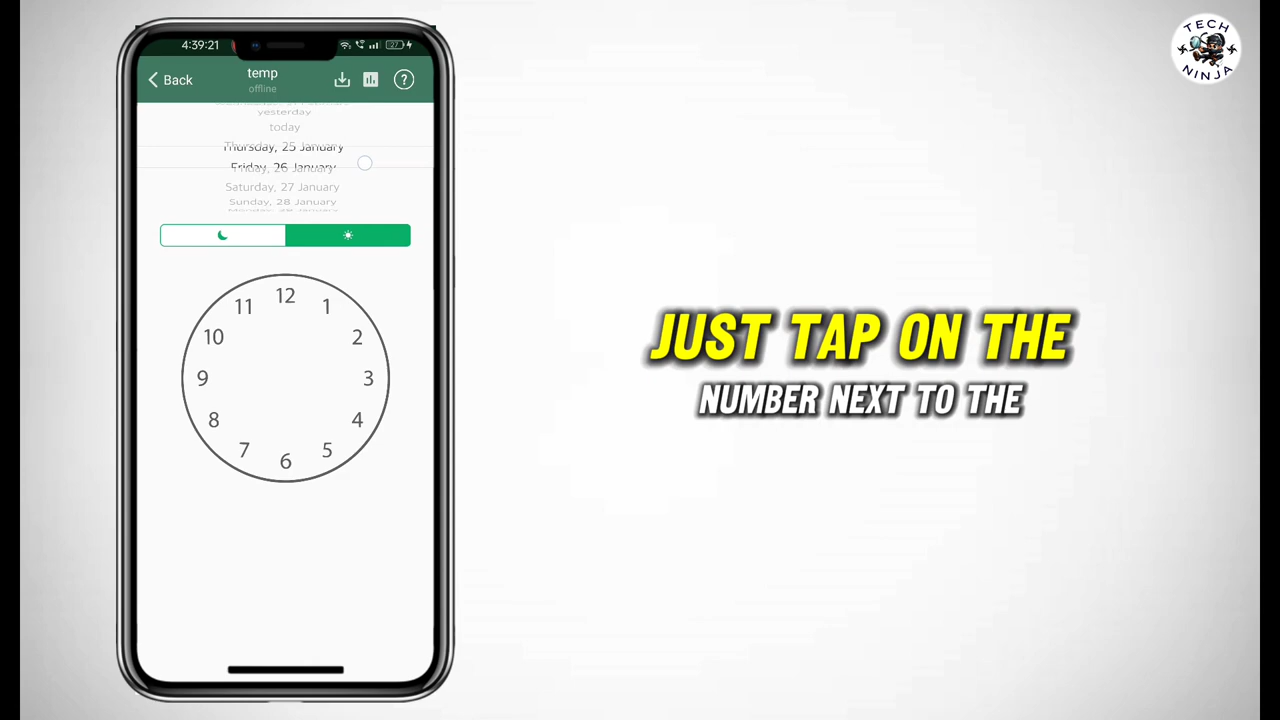 4:39:21
27
Back
temp
offline
?
yesterday
today
Thursday, 25 January
Friday, 26 January
Saturday, 27 January
Sunday, 28 January
12
11
1
10
2
9
3
8
4
7
5
6
JUST TAP ON THE
NUMBER NEXT TO THE
TECH
NINJA